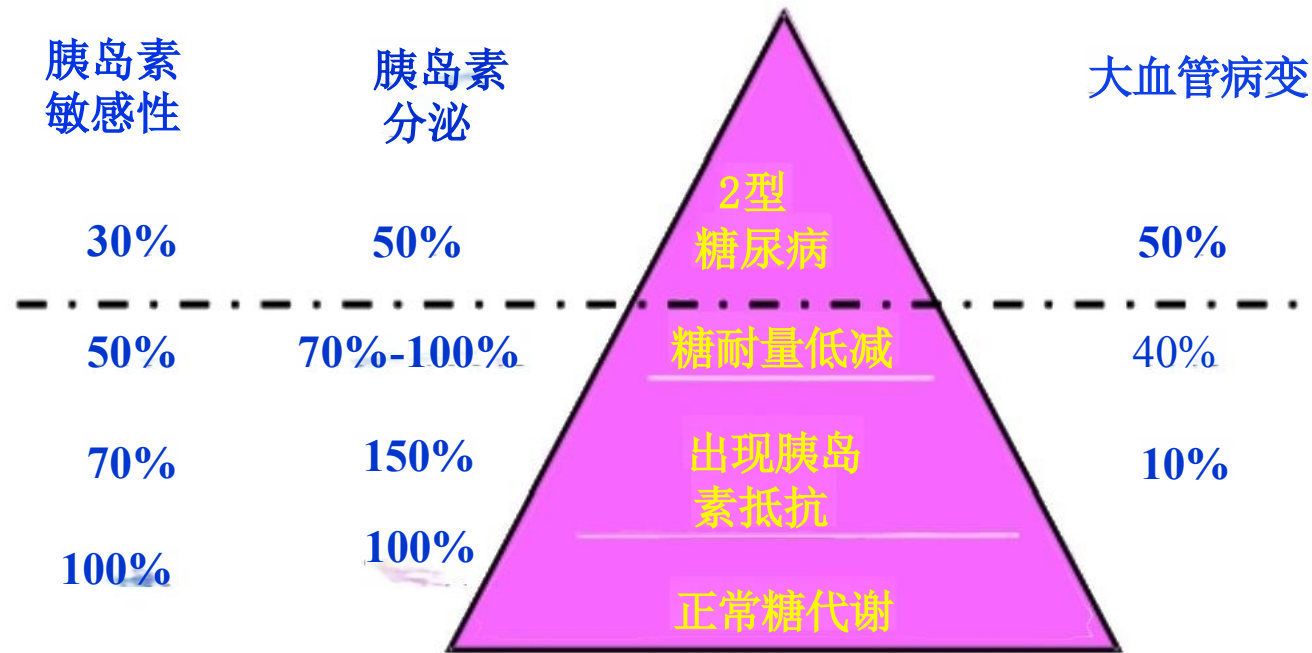 胰岛素
敏感性
胰岛素
分泌
大血管病变
2型
糖尿病
30%
50%
50%
50%
70%-100%
糖耐量低减
40%
70%
150%
出现胰岛
素抵抗
10%
100%
100%
正常糖代谢